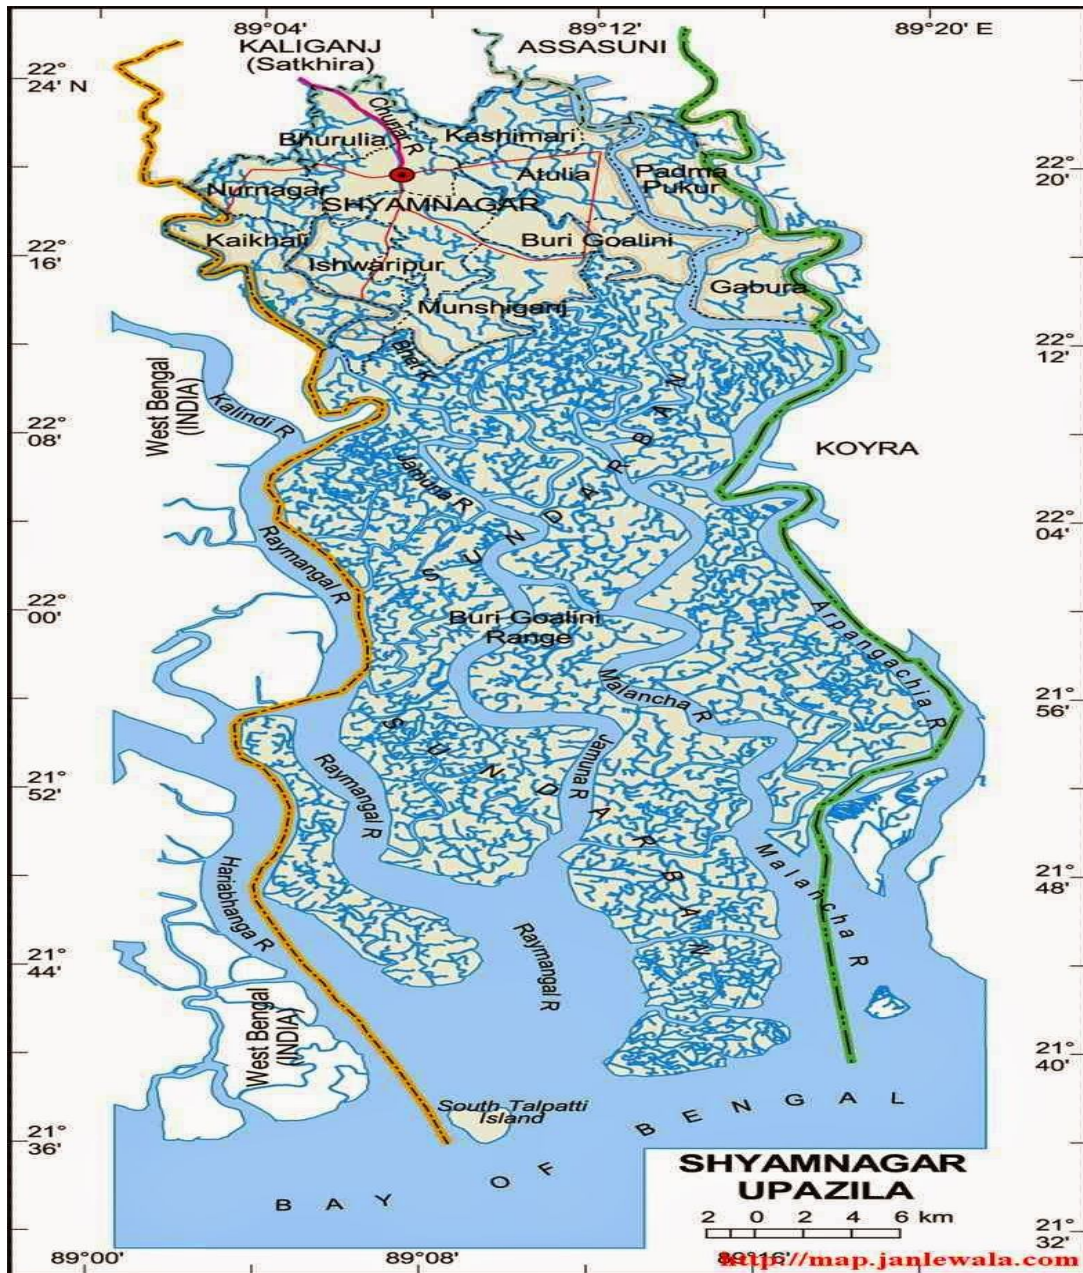 89°04'
89°12'
89°20' E
KALIGANJ
(Satkhira)
ASSASUNI
22°
24' N
Bhurulia
Kashimari
22°
20'
Nurnagar
Atulia
Padma
Pukur
SHYAMNAGAR
Kaikhali
Buri Goalini
22°
16'
Ishwaripur
Gabura
Munshiganj
22°
12'
West Bengal
(INDIA)
Kalindi R
22°
08'
KOYRA
Jamuna R
SUNDARBAN
22°
04'
Raymangal R
22°
00'
Buri Goalini
Range
Arpangachia R
Malancha R
21°
56'
SUNDARBAN
Raymangal R
Jamuna R
21°
52'
Malancha R
21°
48'
Hariabhanga R
Raymangal R
21°
44'
West Bengal
(INDIA)
21°
40'
South Talpatti
Island
21°
36'
BAY OF BENGAL
SHYAMNAGAR
UPAZILA
2 0 2 4 6 km
21°
32'
89°00'
89°08'
89°16'
http://map.janlewala.com